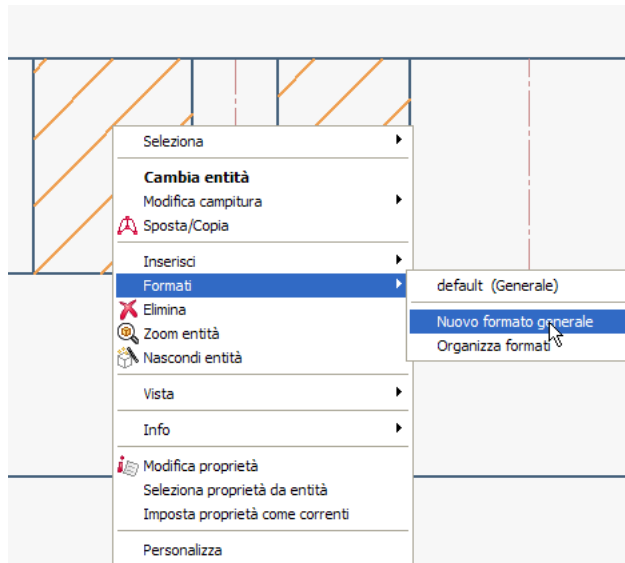 Seleziona
Cambia entità
Modifica campitura
Sposta/Copia
Inserisci
Formati
default (Generale)
Elimina
Nuovo formato generale
Zoom entità
Organizza formati
Nascondi entità
Vista
Info
Modifica proprietà
Seleziona proprietà da entità
Imposta proprietà come correnti
Personalizza